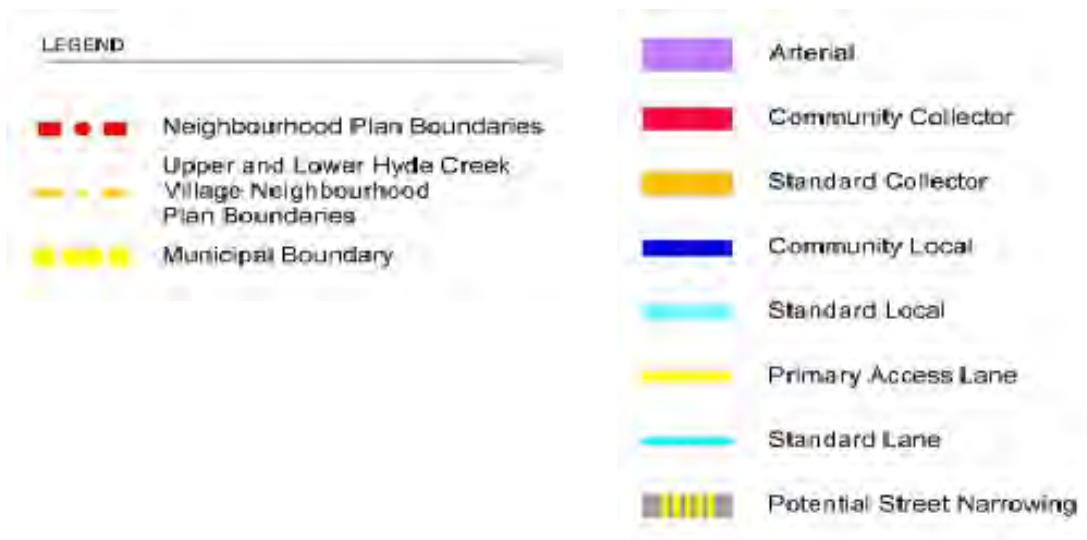 LEGEND
Neighbourhood Plan Boundaries
Upper and Lower Hyde Creek
Village Neighbourhood
Plan Boundaries
Municipal Boundary
Arterial
Community Collector
Standard Collector
Community Local
Standard Local
Primary Access Lane
Standard Lane
Potential Street Narrowing